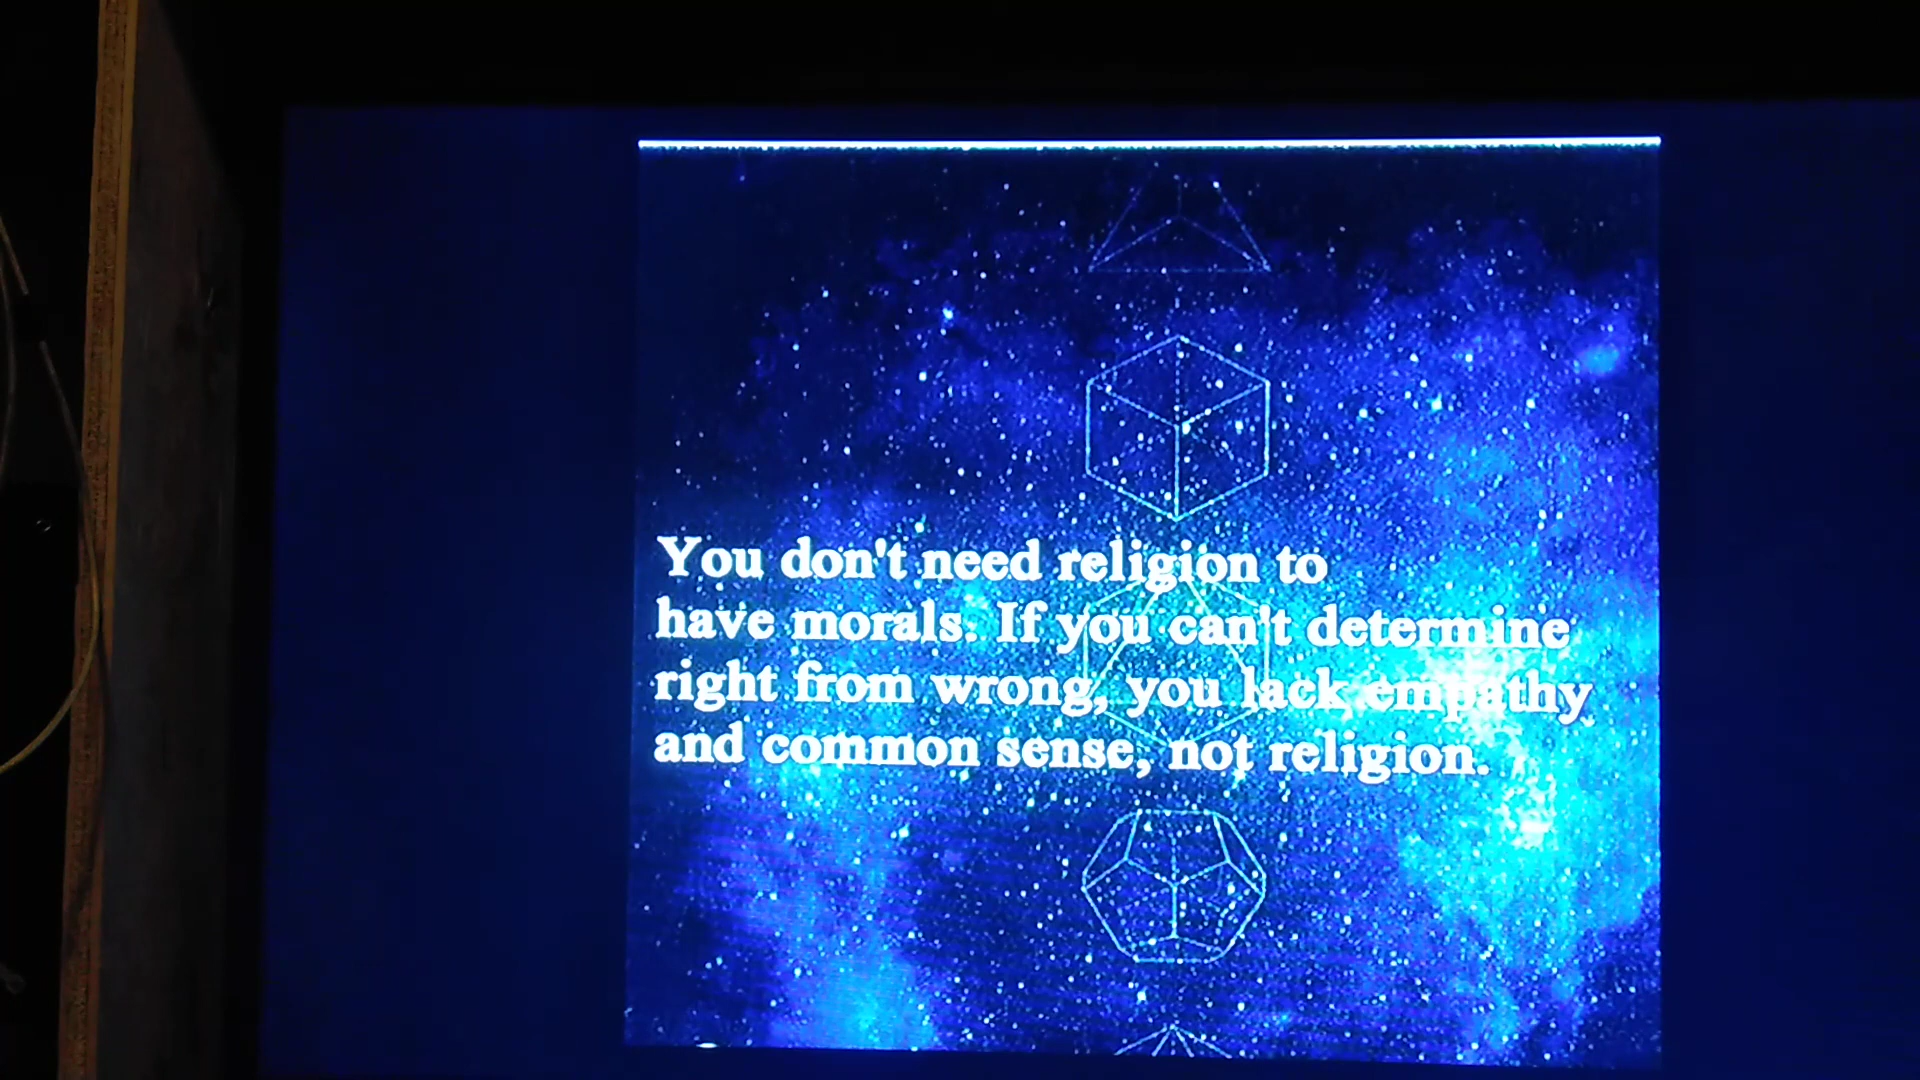 You don't need religion to
have morals. If you can't determine
right from wrong, you lack empathy
and common sense, not religion.